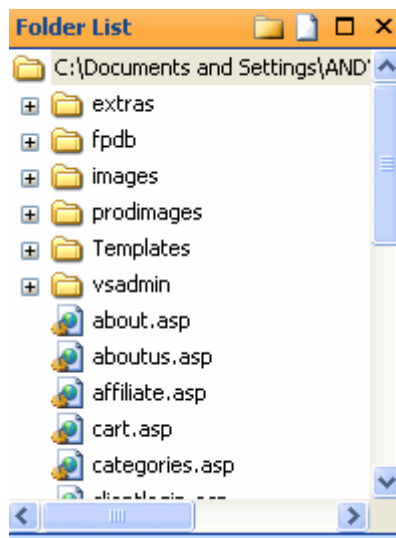 Folder List
C:\Documents and Settings\AND
extras
fpdb
images
prodimages
Templates
vsadmin
about.asp
aboutus.asp
affiliate.asp
cart.asp
categories.asp